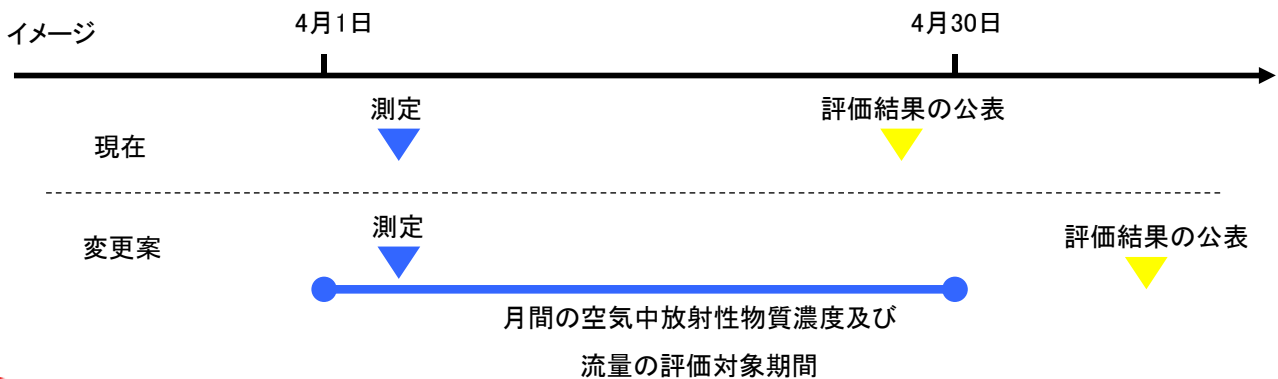 イメージ
4月1日
4月30日
測定
評価結果の公表
現在
測定
評価結果の公表
変更案
月間の空気中放射性物質濃度及び
流量の評価対象期間